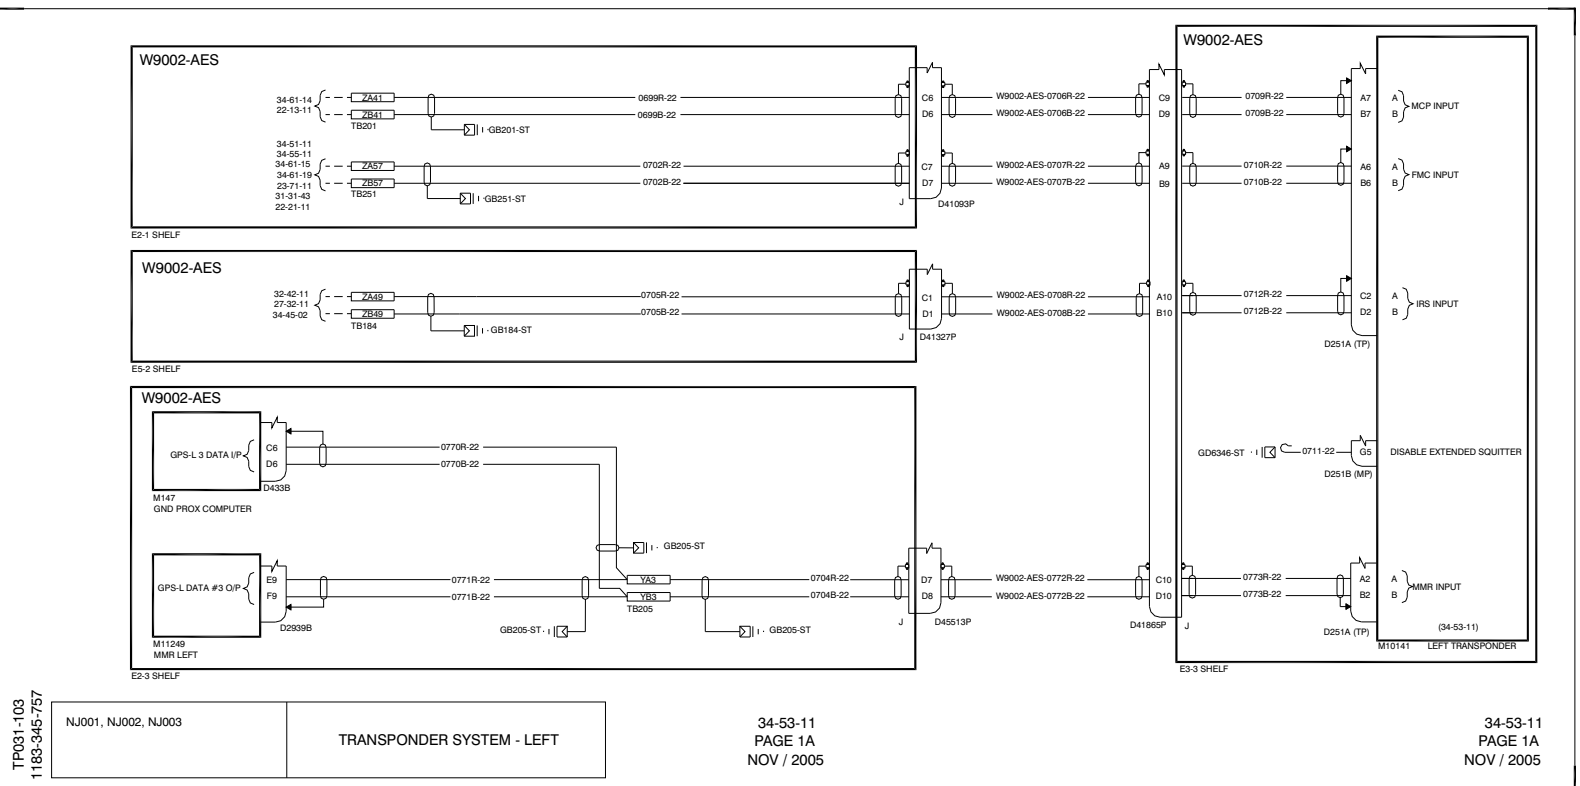 W9002-AES
34-61-14
22-13-11
ZA41
ZB41
TB201
0699R-22
0699B-22
GB201-ST
34-51-11
34-55-11
34-61-15
34-61-19
23-71-11
31-31-43
22-21-11
ZA57
ZB57
TB251
0702R-22
0702B-22
GB251-ST
C6
D6
C7
D7
J
D41093P
E2-1 SHELF
W9002-AES-0706R-22
W9002-AES-0706B-22
W9002-AES-0707R-22
W9002-AES-0707B-22
W9002-AES
32-42-11
27-32-11
34-45-02
ZA49
ZB49
TB184
0705R-22
0705B-22
GB184-ST
C1
D1
J
D41327P
E5-2 SHELF
W9002-AES-0708R-22
W9002-AES-0708B-22
W9002-AES
GPS-L 3 DATA I/P
C6
D6
D433B
M147
GND PROX COMPUTER
0770R-22
0770B-22
GPS-L DATA #3 O/P
E9
F9
D2939B
M11249
MMR LEFT
0771R-22
0771B-22
GB205-ST
YA3
YB3
TB205
GB205-ST
GB205-ST
0704R-22
0704B-22
D7
D8
J
D45513P
E2-3 SHELF
W9002-AES-0772R-22
W9002-AES-0772B-22
W9002-AES
C9
D9
A9
B9
A10
B10
C10
D10
D41865P
J
0709R-22
0709B-22
A7
B7
A
B
MCP INPUT
0710R-22
0710B-22
A6
B6
A
B
FMC INPUT
0712R-22
0712B-22
C2
D2
A
B
IRS INPUT
D251A (TP)
GD6346-ST
0711-22
G5
DISABLE EXTENDED SQUITTER
D251B (MP)
0773R-22
0773B-22
A2
B2
A
B
MMR INPUT
D251A (TP)
(34-53-11)
M10141
LEFT TRANSPONDER
E3-3 SHELF
TP031-103
1183-345-757
NJ001, NJ002, NJ003
TRANSPONDER SYSTEM - LEFT
34-53-11
PAGE 1A
NOV / 2005
34-53-11
PAGE 1A
NOV / 2005